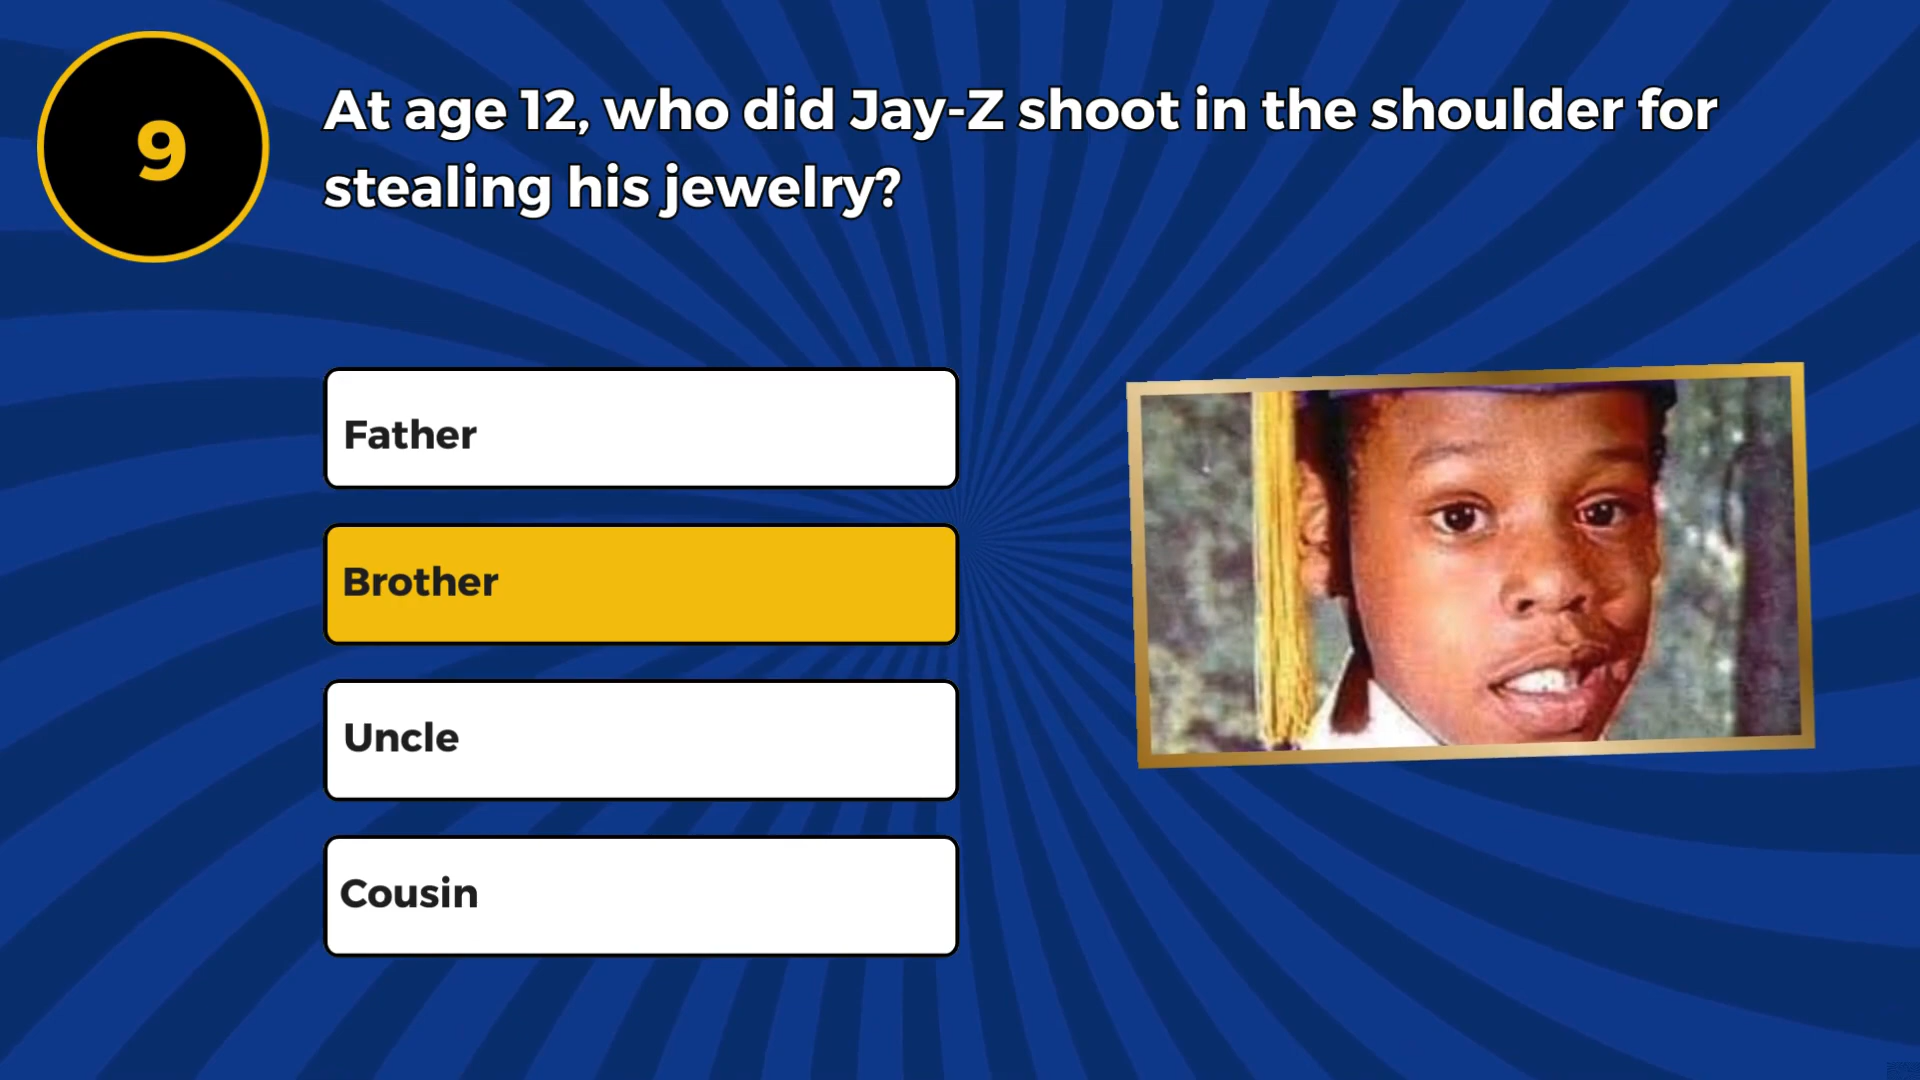 9
At age 12, who did Jay-Z shoot in the shoulder for
stealing his jewelry?
Father
Brother
Uncle
Cousin